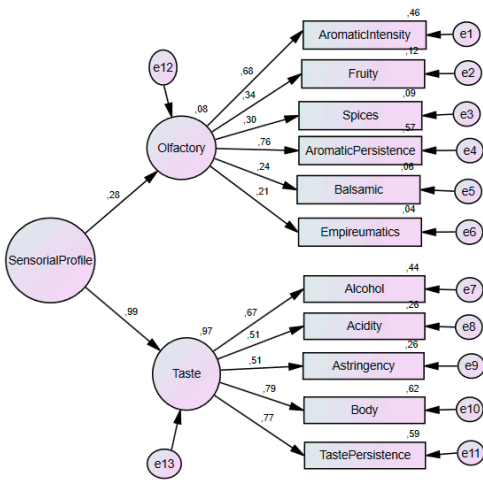 ,46
AromaticIntensity
e1
,12
e12
,68
Fruity
e2
,34
,09
,08
,30
Spices
e3
,57
Olfactory
,76
AromaticPersistence
e4
,24
,06
Balsamic
e5
,21
,04
,28
Empireumatics
e6
SensorialProfile
,44
Alcohol
e7
,99
,67
,26
,97
,51
Acidity
e8
,26
Taste
,51
Astringency
e9
,79
,62
Body
e10
,77
,59
TastePersistence
e11
e13